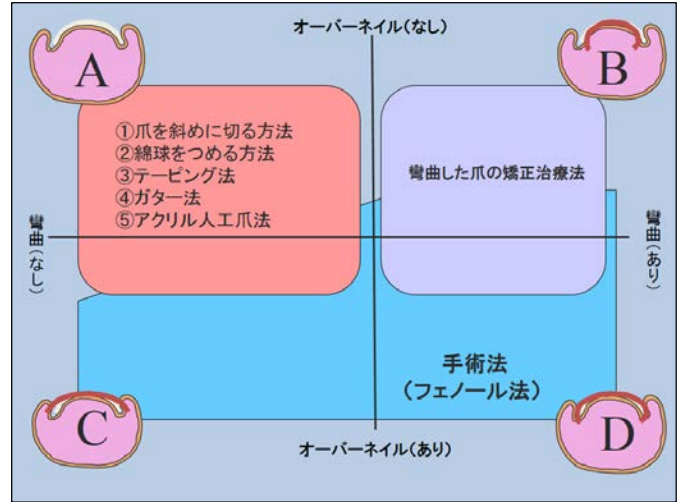 オーバーネイル(なし)
A
B
①爪を斜めに切る方法
②綿球をつめる方法
③テーピング法
④ガター法
⑤アクリル人工爪法
彎曲した爪の矯正治療法
彎曲(なし)
彎曲(あり)
手術法
(フェノール法)
C
D
オーバーネイル(あり)